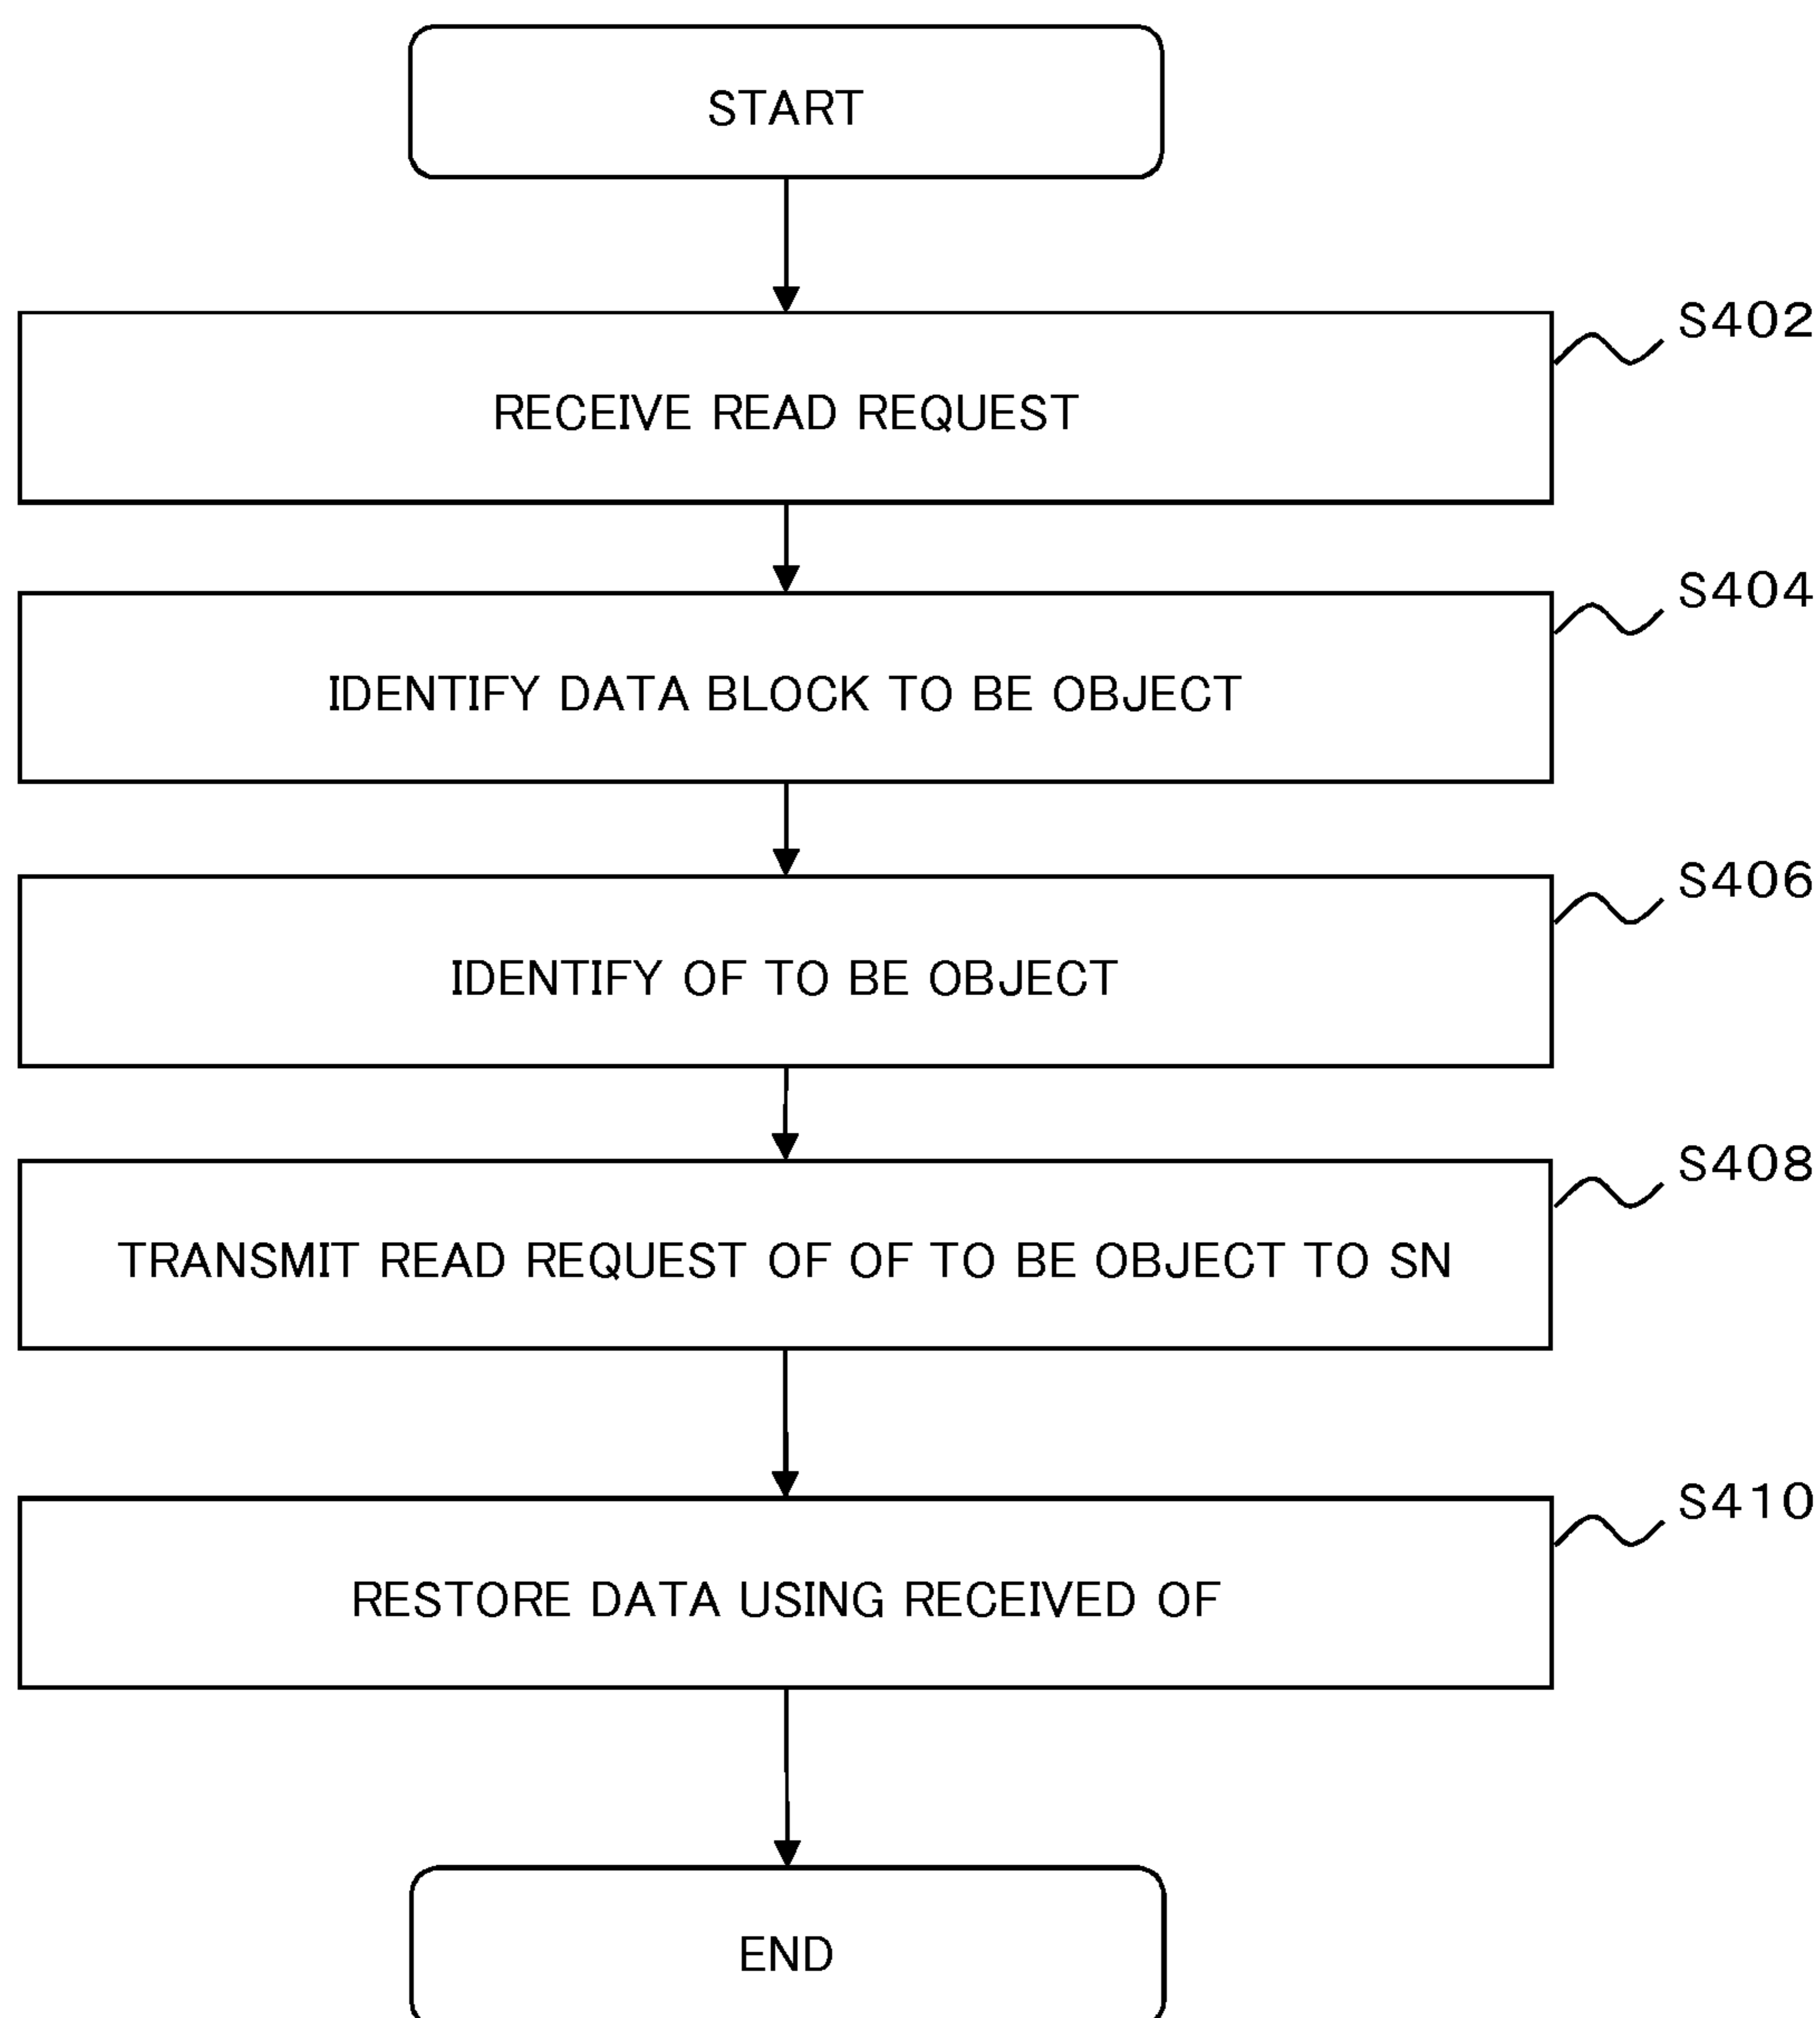 START
S402
RECEIVE READ REQUEST
S404
IDENTIFY DATA BLOCK TO BE OBJECT
S406
IDENTIFY OF TO BE OBJECT
S408
TRANSMIT READ REQUEST OF OF TO BE OBJECT TO SN
S410
RESTORE DATA USING RECEIVED OF
END